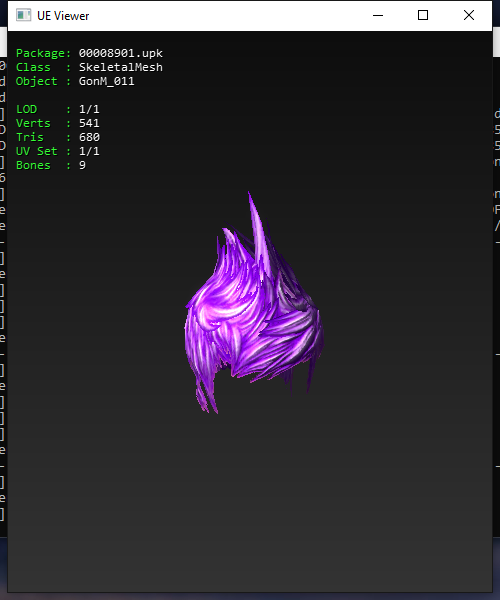 UE Viewer
Package: 00008901.upk
Class  : SkeletalMesh
Object : GonM_011
LOD    : 1/1
Verts  : 541
Tris   : 680
UV Set : 1/1
Bones  : 9